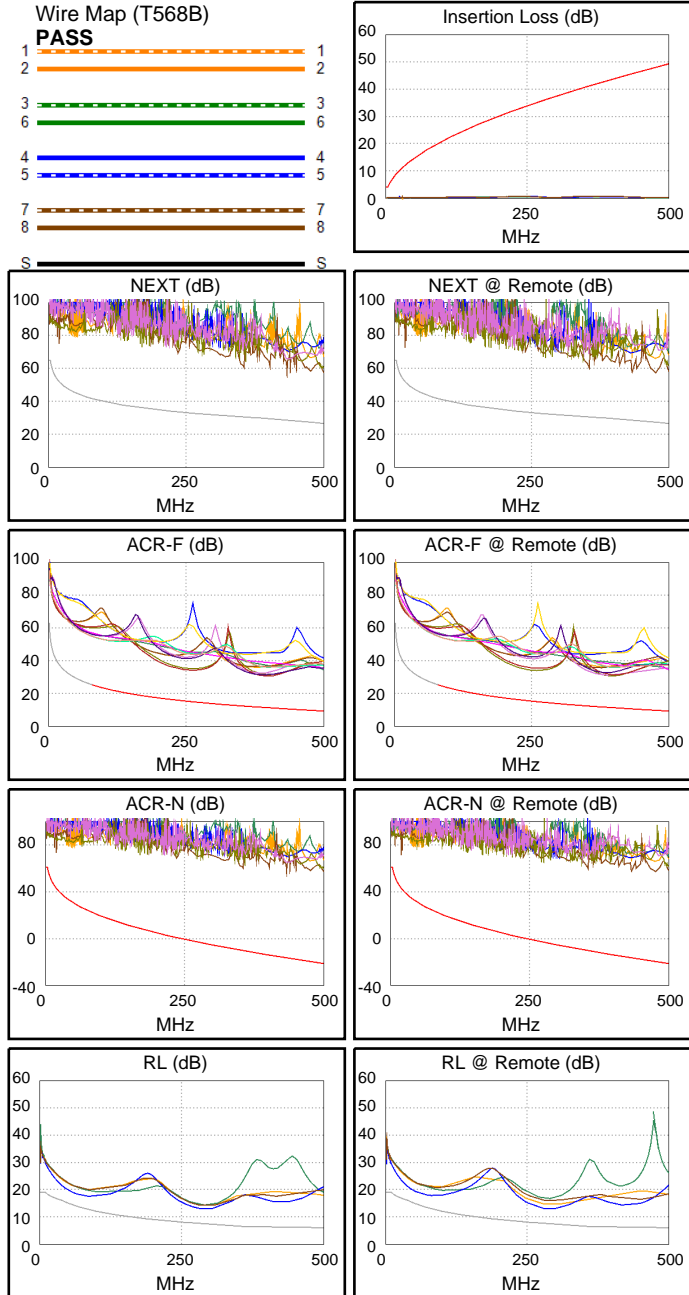 Wire Map (T568B)
PASS
1 1
2 2
3 3
6 6
4 4
5 5
7 7
8 8
S S
Insertion Loss (dB)
60
50
40
30
20
10
0
0 250 500
MHz
NEXT (dB)
100
80
60
40
20
0
0 250 500
MHz
NEXT @ Remote (dB)
100
80
60
40
20
0
0 250 500
MHz
ACR-F (dB)
100
80
60
40
20
0
0 250 500
MHz
ACR-F @ Remote (dB)
100
80
60
40
20
0
0 250 500
MHz
ACR-N (dB)
80
40
0
-40
0 250 500
MHz
ACR-N @ Remote (dB)
80
40
0
-40
0 250 500
MHz
RL (dB)
60
50
40
30
20
10
0
0 250 500
MHz
RL @ Remote (dB)
60
50
40
30
20
10
0
0 250 500
MHz